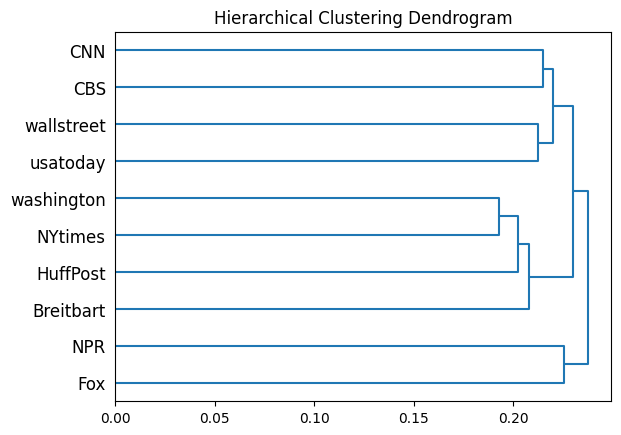 Hierarchical Clustering Dendrogram
CNN
CBS
wallstreet
usatoday
washington
NYtimes
HuffPost
Breitbart
NPR
Fox
0.00 0.05 0.10 0.15 0.20